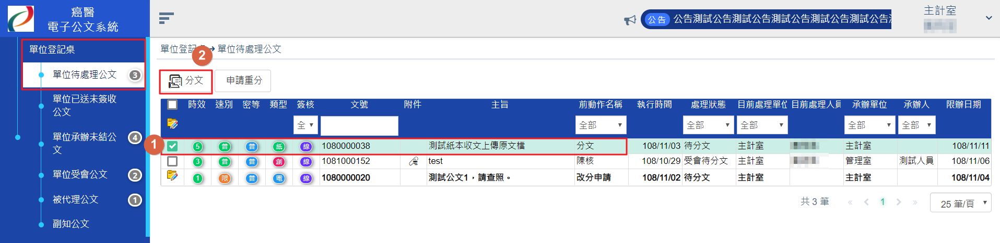 癌醫
電子公文系統
公告 公告測試公告測試公告測試公告測試公告測試公告
主計室
單位登記桌
單位待處理公文 3
單位已送未簽收
公文
單位承辦未結公
文 4
單位受會公文 2
被代理公文 1
副知公文
單位登記 → 單位待處理公文
2
分文 申請重分
時效 速別 密等 類型 簽核 文號 附件 主旨 前動作名稱 執行時間 處理狀態 目前處理單位 目前處理人員 承辦單位 承辦人 限辦日期
全 全部 全部 全部 全部 全部
1 5 普 普 紙 線 1080000038 測試紙本收文上傳原文檔 分文 108/11/03 待分文 主計室 主計室 108/11/11
3 普 普 創 線 1081000152 test 陳核 108/10/29 受會待分文 主計室 管理室 測試人員 108/11/06
1 限 普 電 線 1080000020 測試公文1，請查照。 改分申請 108/11/02 待分文 主計室 主計室 108/11/04
共 3 筆 « < 1 > » 25 筆/頁